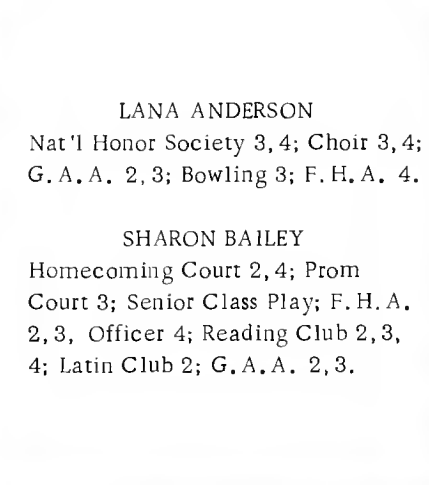 LANA ANDERSON
Nat'l Honor Society 3, 4; Choir 3, 4;
G. A. A. 2, 3; Bowling 3; F. H. A. 4.
SHARON BAILEY
Homecoming Court 2, 4; Prom
Court 3; Senior Class Play; F. H. A.
2, 3, Officer 4; Reading Club 2, 3,
4; Latin Club 2; G. A. A. 2, 3.